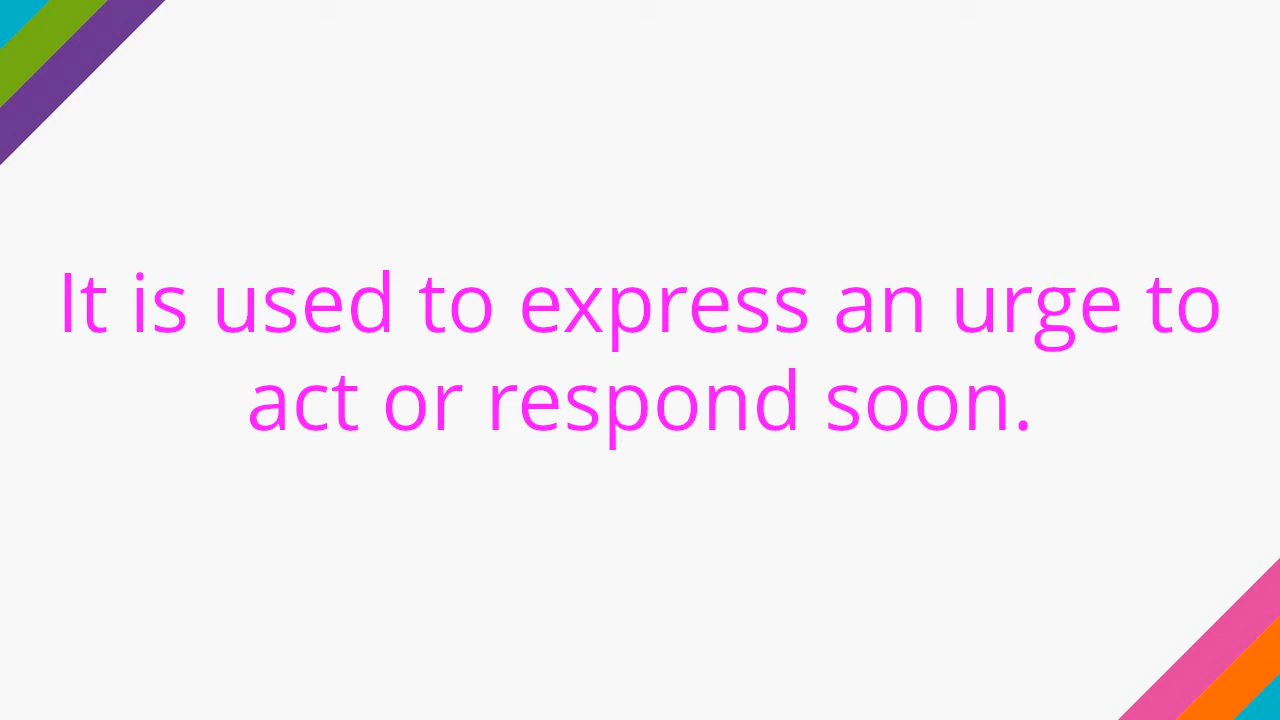 It is used to express an urge to
act or respond soon.